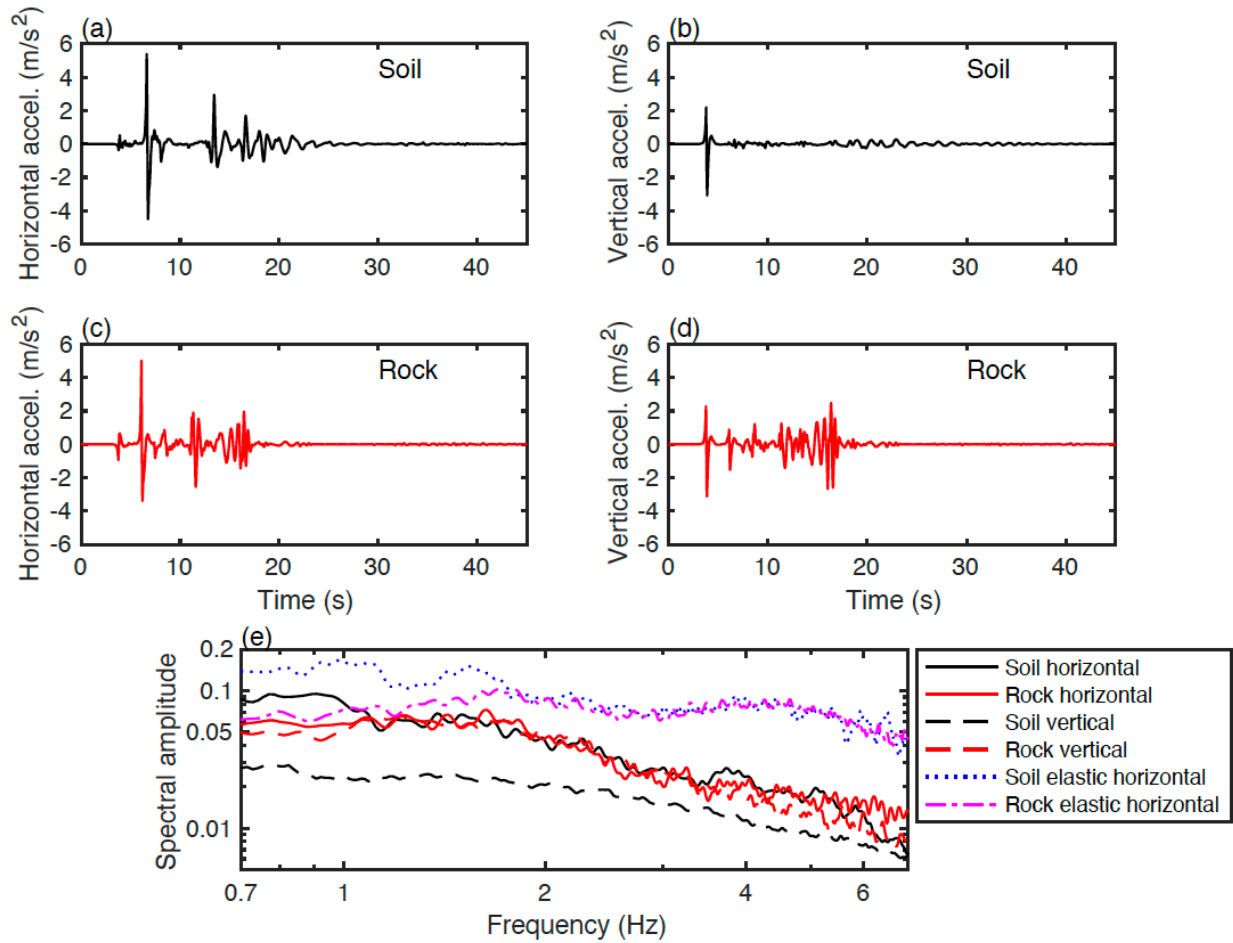 (a)
Horizontal accel. (m/s²)
6
4
2
0
-2
-4
-6
Soil
0 10 20 30 40
(b)
Vertical accel. (m/s²)
6
4
2
0
-2
-4
-6
Soil
0 10 20 30 40
(c)
Horizontal accel. (m/s²)
6
4
2
0
-2
-4
-6
Rock
0 10 20 30 40
Time (s)
(d)
Vertical accel. (m/s²)
6
4
2
0
-2
-4
-6
Rock
0 10 20 30 40
Time (s)
(e)
Spectral amplitude
0.2
0.1
0.05
0.01
0.7 1 2 4 6
Frequency (Hz)
Soil horizontal
Rock horizontal
Soil vertical
Rock vertical
Soil elastic horizontal
Rock elastic horizontal